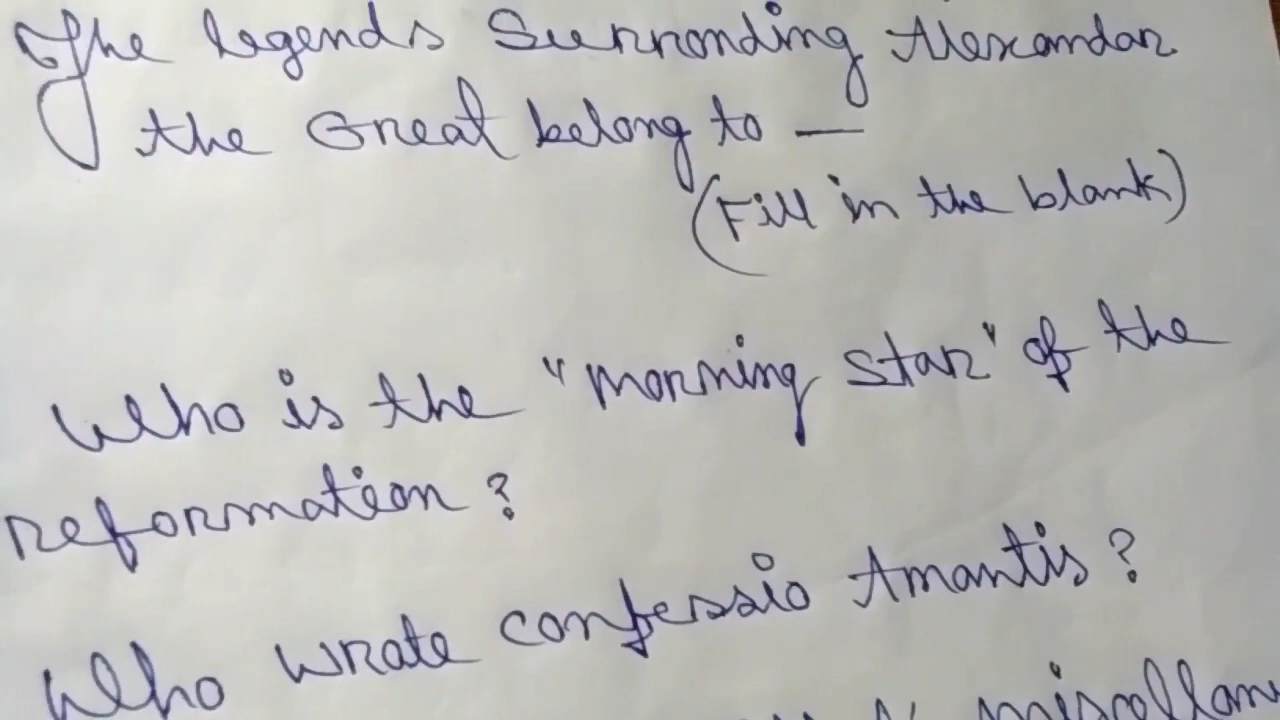 The legends Surronding Alexandar
the Great belong to —
(Fill in the blank)
Who is the "morning star" of the
reformation ?
Who wrote confessio Amantis ?